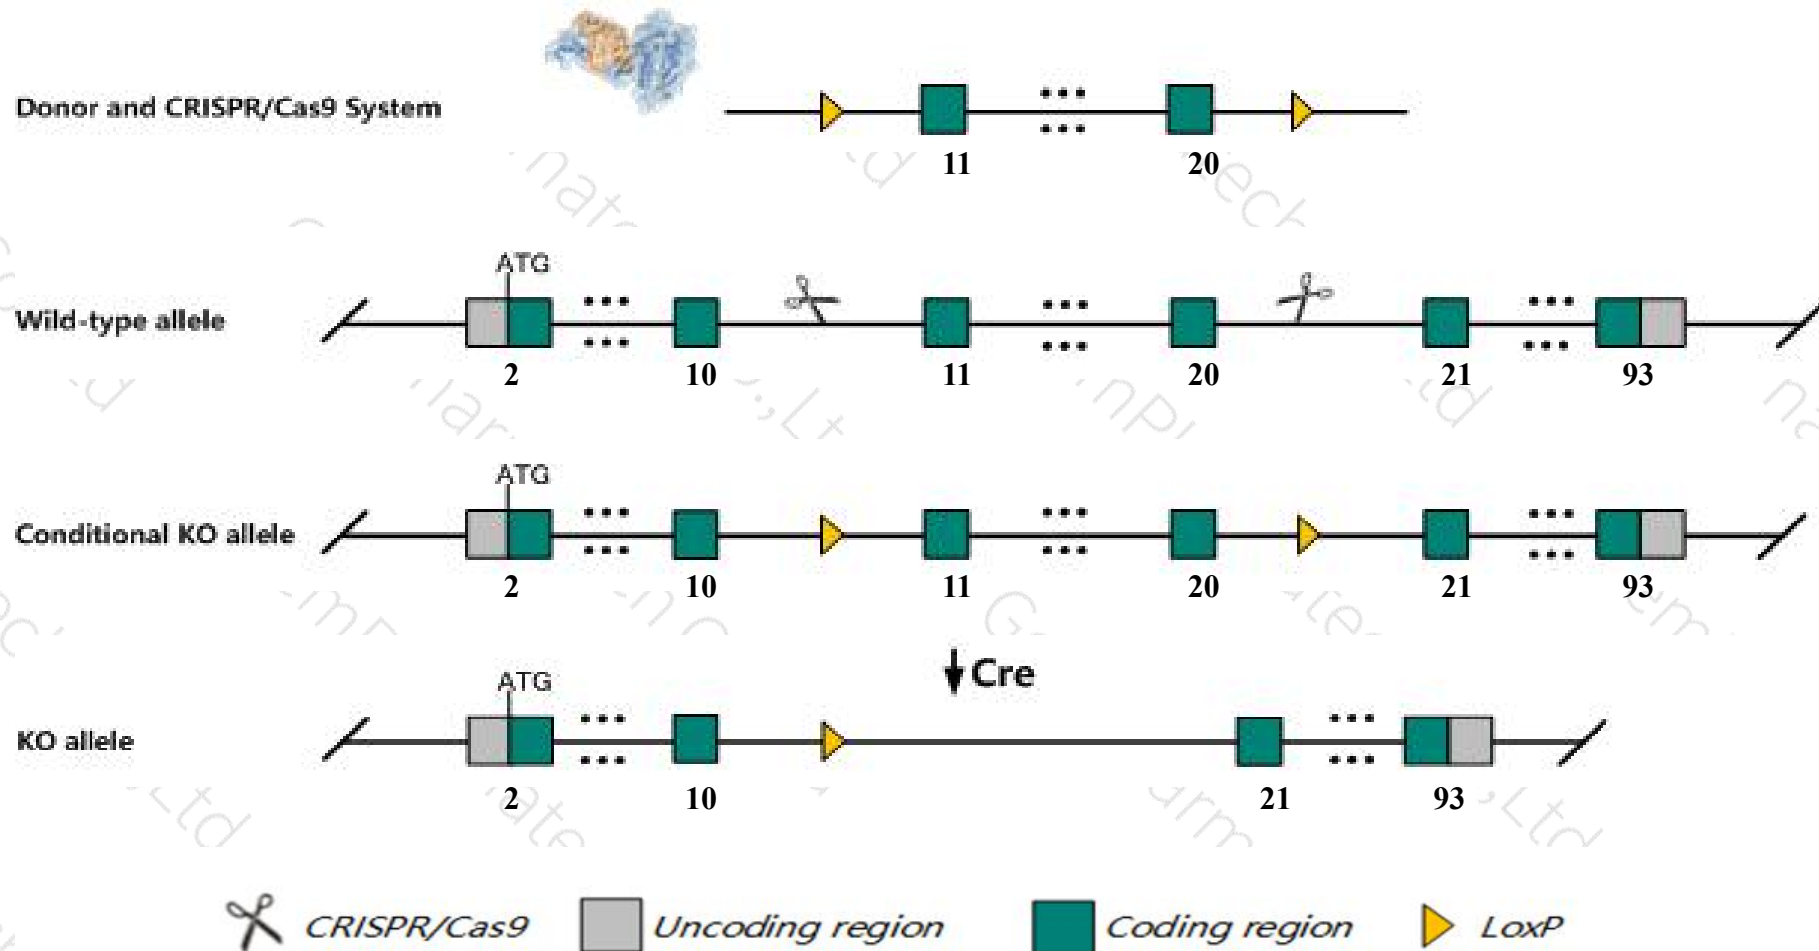 Donor and CRISPR/Cas9 System
11 20
ATG
Wild-type allele
2 10 11 20 21 93
ATG
Conditional KO allele
2 10 11 20 21 93
Cre
ATG
KO allele
2 10 21 93
CRISPR/Cas9 Uncoding region Coding region LoxP